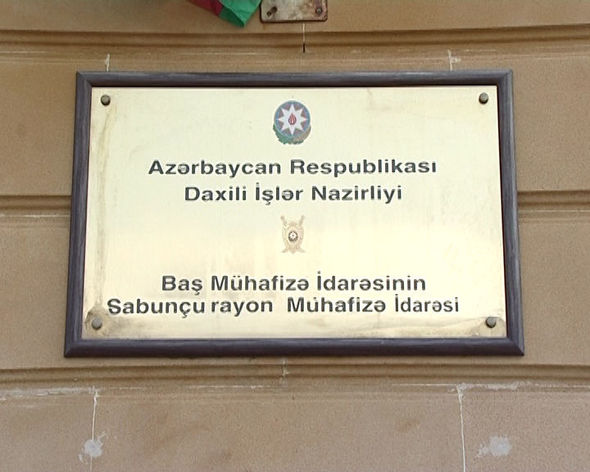 Azərbaycan Respublikası
Daxili İşlər Nazirliyi
Baş Mühafizə İdarəsinin
Sabunçu rayon Mühafizə İdarəsi